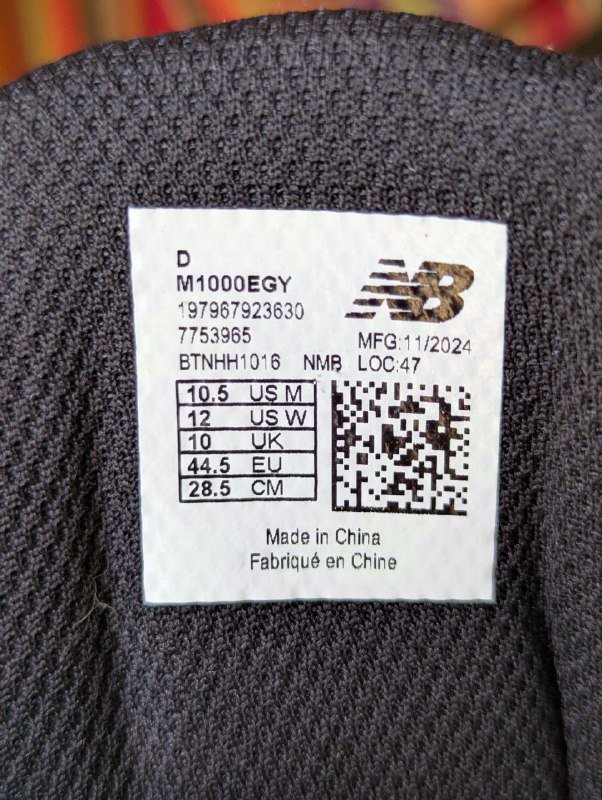 D
M1000EGY
197967923630
7753965
BTNHH1016 NMB
NB
MFG:11/2024
LOC:47
10.5 US M
12 US W
10 UK
44.5 EU
28.5 CM
Made in China
Fabriqué en Chine